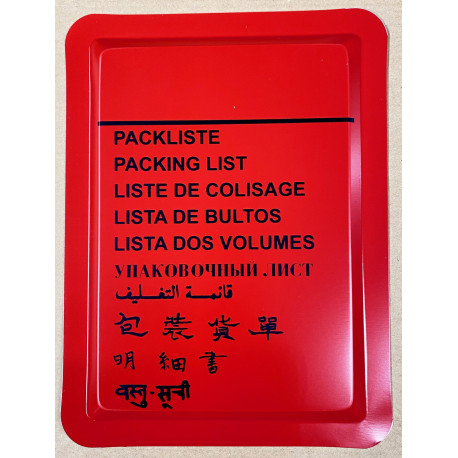 PACKLISTE
PACKING LIST
LISTE DE COLISAGE
LISTA DE BULTOS
LISTA DOS VOLUMES
УПАКОВОЧНЫЙ ЛИСТ
قائمة التغليف
包裝貨單
明細書
वस्तु-सूची